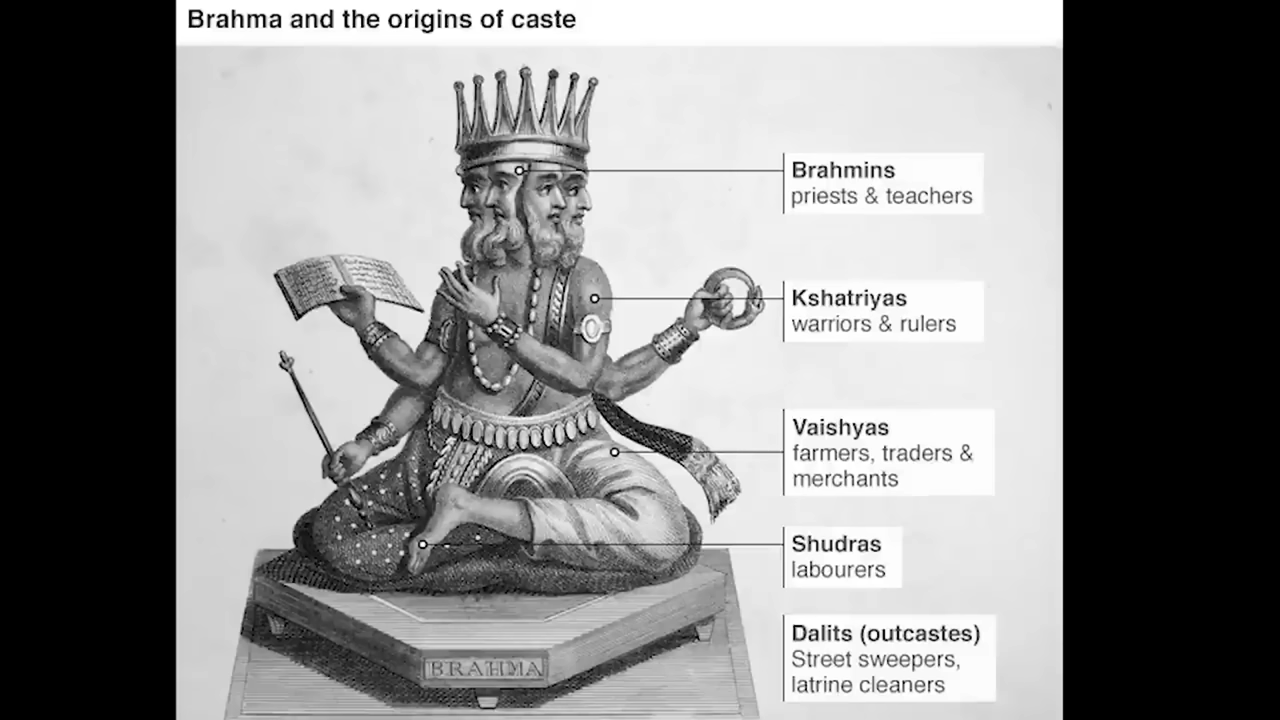 Brahma and the origins of caste
Brahmins
priests & teachers
Kshatriyas
warriors & rulers
Vaishyas
farmers, traders &
merchants
Shudras
labourers
BRAHMA
Dalits (outcastes)
Street sweepers,
latrine cleaners